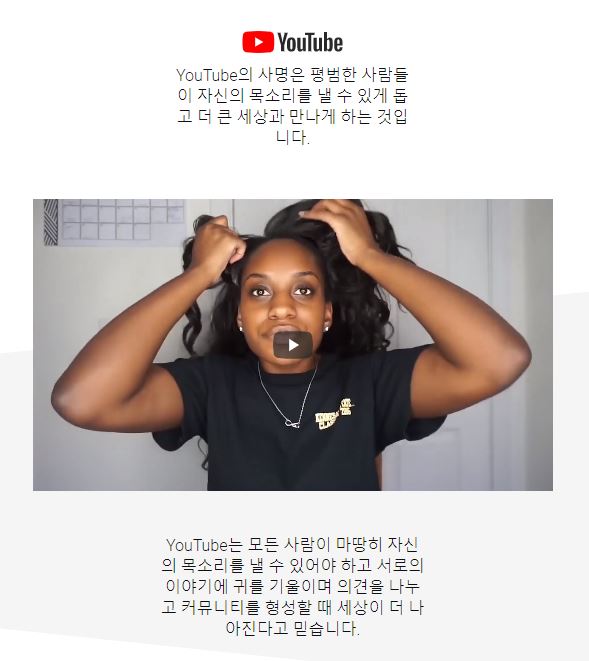 YouTube
YouTube의 사명은 평범한 사람들
이 자신의 목소리를 낼 수 있게 돕
고 더 큰 세상과 만나게 하는 것입
니다.
YouTube는 모든 사람이 마땅히 자신
의 목소리를 낼 수 있어야 하고 서로의
이야기에 귀를 기울이며 의견을 나누
고 커뮤니티를 형성할 때 세상이 더 나
아진다고 믿습니다.